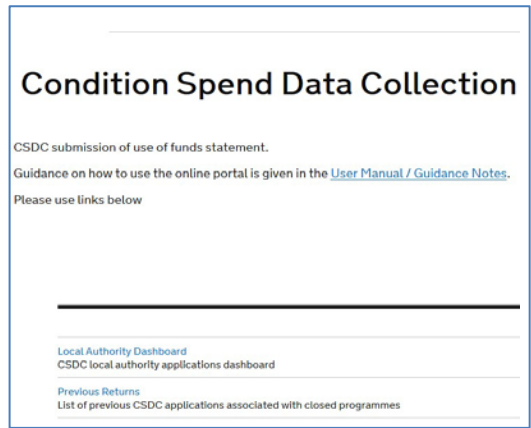 Condition Spend Data Collection
CSDC submission of use of funds statement.
Guidance on how to use the online portal is given in the User Manual / Guidance Notes.
Please use links below
Local Authority Dashboard
CSDC local authority applications dashboard
Previous Returns
List of previous CSDC applications associated with closed programmes